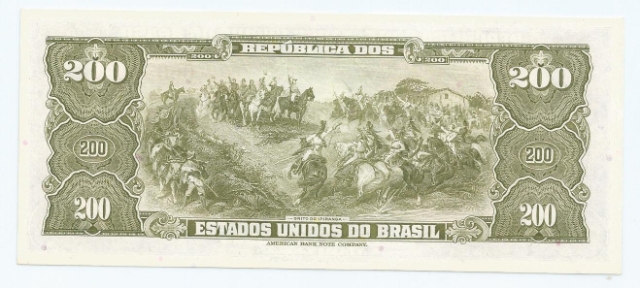 REPÚBLICA DOS
200 200
200 200
200 200
200 200
GRITO DO IPIRANGA
ESTADOS UNIDOS DO BRASIL
AMERICAN BANK NOTE COMPANY.